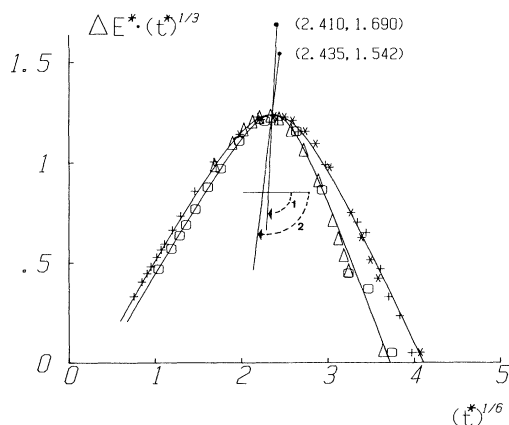 △E*·(t*)^1/3
(2.410,1.690)
(2.435,1.542)
1.5
1
.5
0
1
2
0 1 2 3 4 5
(t*)^1/6